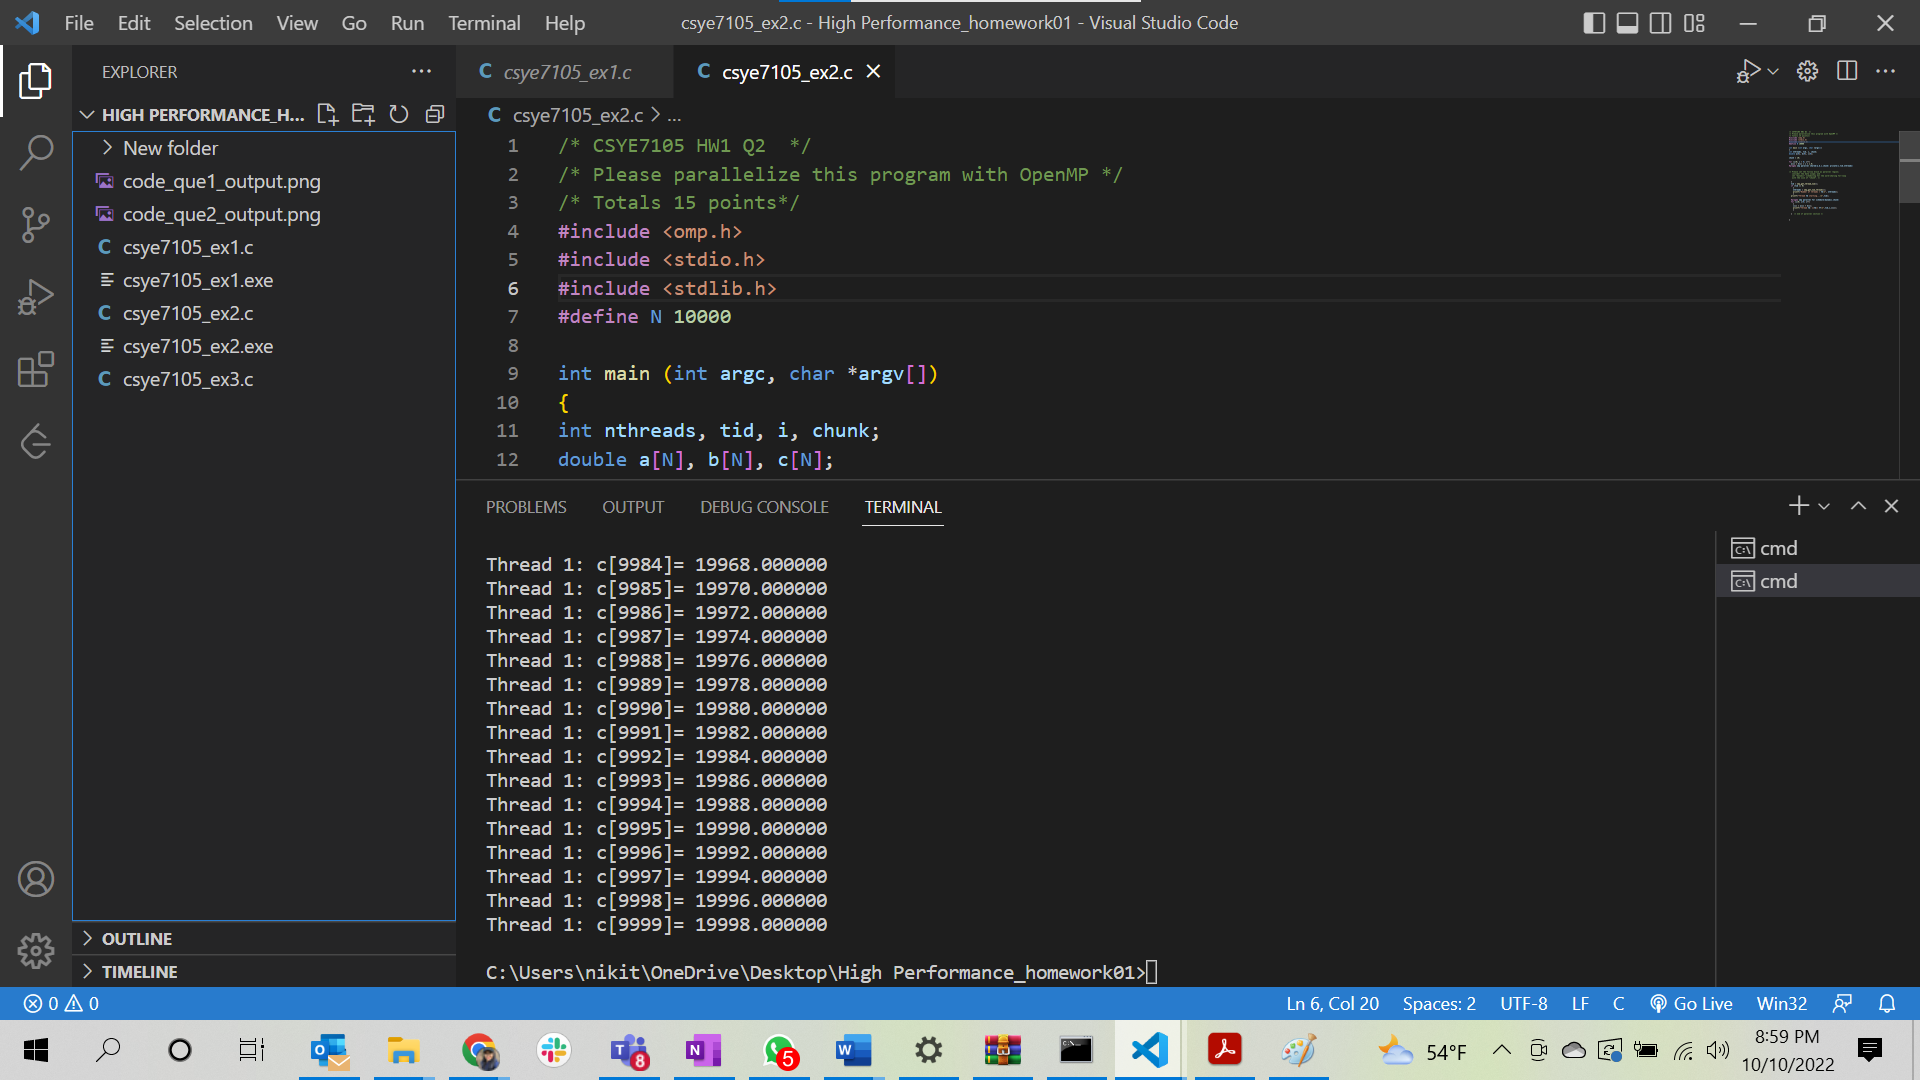 File Edit Selection View Go Run Terminal Help
csye7105_ex2.c - High Performance_homework01 - Visual Studio Code
EXPLORER
HIGH PERFORMANCE_H...
New folder
code_que1_output.png
code_que2_output.png
csye7105_ex1.c
csye7105_ex1.exe
csye7105_ex2.c
csye7105_ex2.exe
csye7105_ex3.c
OUTLINE
TIMELINE
csye7105_ex1.c
csye7105_ex2.c
csye7105_ex2.c > ...
1 /* CSYE7105 HW1 Q2  */
2 /* Please parallelize this program with OpenMP */
3 /* Totals 15 points*/
4 #include <omp.h>
5 #include <stdio.h>
6 #include <stdlib.h>
7 #define N 10000
8
9 int main (int argc, char *argv[])
10 {
11 int nthreads, tid, i, chunk;
12 double a[N], b[N], c[N];
PROBLEMS OUTPUT DEBUG CONSOLE TERMINAL
Thread 1: c[9984]= 19968.000000
Thread 1: c[9985]= 19970.000000
Thread 1: c[9986]= 19972.000000
Thread 1: c[9987]= 19974.000000
Thread 1: c[9988]= 19976.000000
Thread 1: c[9989]= 19978.000000
Thread 1: c[9990]= 19980.000000
Thread 1: c[9991]= 19982.000000
Thread 1: c[9992]= 19984.000000
Thread 1: c[9993]= 19986.000000
Thread 1: c[9994]= 19988.000000
Thread 1: c[9995]= 19990.000000
Thread 1: c[9996]= 19992.000000
Thread 1: c[9997]= 19994.000000
Thread 1: c[9998]= 19996.000000
Thread 1: c[9999]= 19998.000000
C:\Users\nikit\OneDrive\Desktop\High Performance_homework01>
cmd
cmd
0 0
Ln 6, Col 20 Spaces: 2 UTF-8 LF C Go Live Win32
8
5
54°F
8:59 PM
10/10/2022